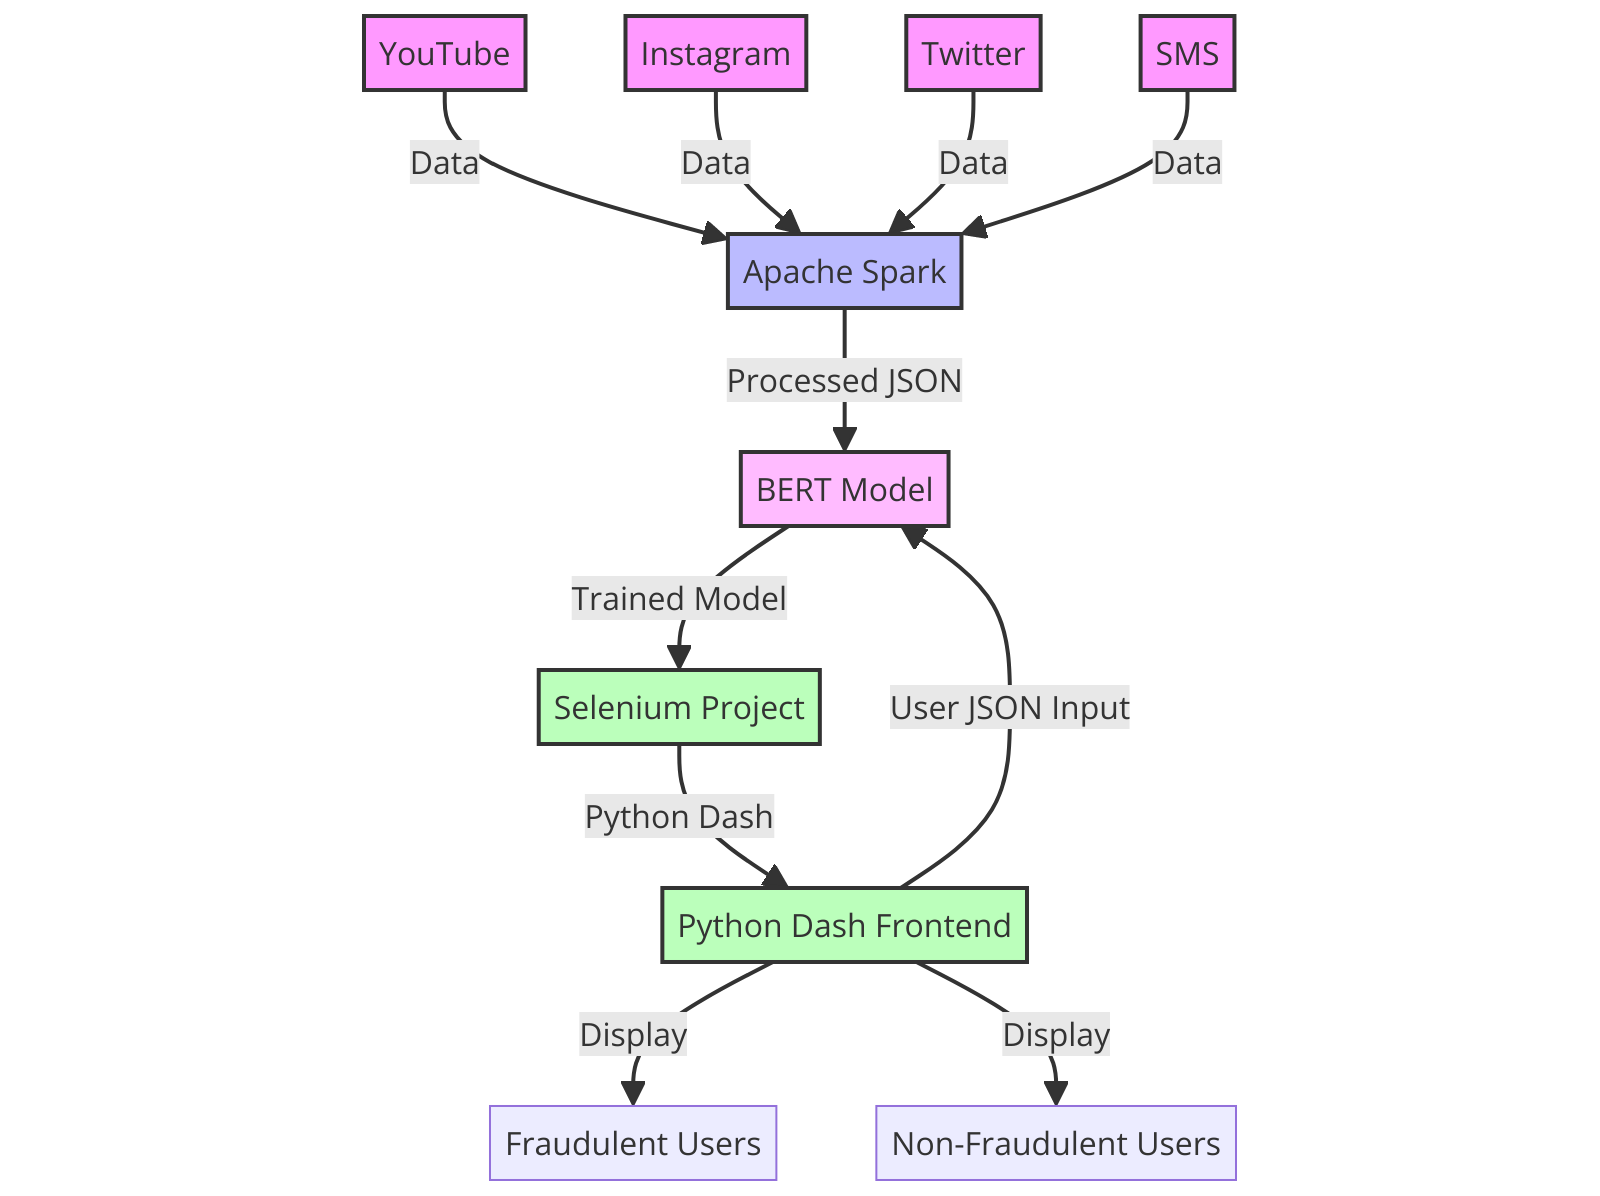 YouTube
Instagram
Twitter
SMS
Data
Data
Data
Data
Apache Spark
Processed JSON
BERT Model
Trained Model
Selenium Project
User JSON Input
Python Dash
Python Dash Frontend
Display
Display
Fraudulent Users
Non-Fraudulent Users